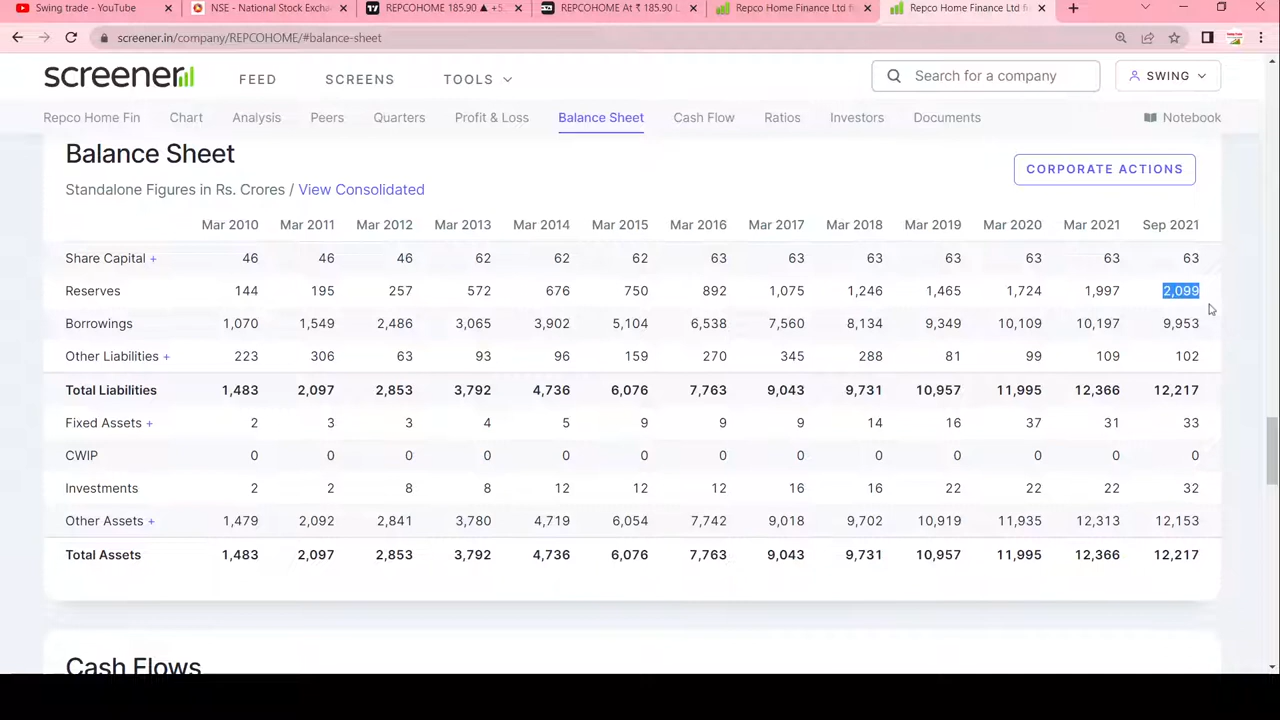 Swing trade - YouTube
NSE - National Stock Exchan
REPCOHOME 185.90 ▲ +5.
REPCOHOME At ₹ 185.90 L
Repco Home Finance Ltd f
Repco Home Finance Ltd f
screener.in/company/REPCOHOME/#balance-sheet
screener FEED SCREENS TOOLS Search for a company SWING
Repco Home Fin Chart Analysis Peers Quarters Profit & Loss Balance Sheet Cash Flow Ratios Investors Documents Notebook
Balance Sheet
CORPORATE ACTIONS
Standalone Figures in Rs. Crores / View Consolidated
Mar 2010 Mar 2011 Mar 2012 Mar 2013 Mar 2014 Mar 2015 Mar 2016 Mar 2017 Mar 2018 Mar 2019 Mar 2020 Mar 2021 Sep 2021
Share Capital + 46 46 46 62 62 62 63 63 63 63 63 63 63
Reserves 144 195 257 572 676 750 892 1,075 1,246 1,465 1,724 1,997 2,099
Borrowings 1,070 1,549 2,486 3,065 3,902 5,104 6,538 7,560 8,134 9,349 10,109 10,197 9,953
Other Liabilities + 223 306 63 93 96 159 270 345 288 81 99 109 102
Total Liabilities 1,483 2,097 2,853 3,792 4,736 6,076 7,763 9,043 9,731 10,957 11,995 12,366 12,217
Fixed Assets + 2 3 3 4 5 9 9 9 14 16 37 31 33
CWIP 0 0 0 0 0 0 0 0 0 0 0 0 0
Investments 2 2 8 8 12 12 12 16 16 22 22 22 32
Other Assets + 1,479 2,092 2,841 3,780 4,719 6,054 7,742 9,018 9,702 10,919 11,935 12,313 12,153
Total Assets 1,483 2,097 2,853 3,792 4,736 6,076 7,763 9,043 9,731 10,957 11,995 12,366 12,217
Cash Flows